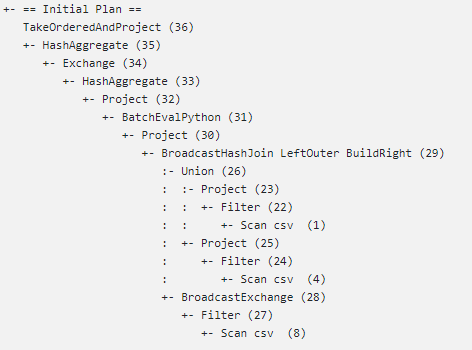 +- == Initial Plan ==
   TakeOrderedAndProject (36)
   +- HashAggregate (35)
      +- Exchange (34)
         +- HashAggregate (33)
            +- Project (32)
               +- BatchEvalPython (31)
                  +- Project (30)
                     +- BroadcastHashJoin LeftOuter BuildRight (29)
                        :- Union (26)
                        :  :- Project (23)
                        :  :  +- Filter (22)
                        :  :     +- Scan csv  (1)
                        :  +- Project (25)
                        :     +- Filter (24)
                        :        +- Scan csv  (4)
                        +- BroadcastExchange (28)
                           +- Filter (27)
                              +- Scan csv  (8)